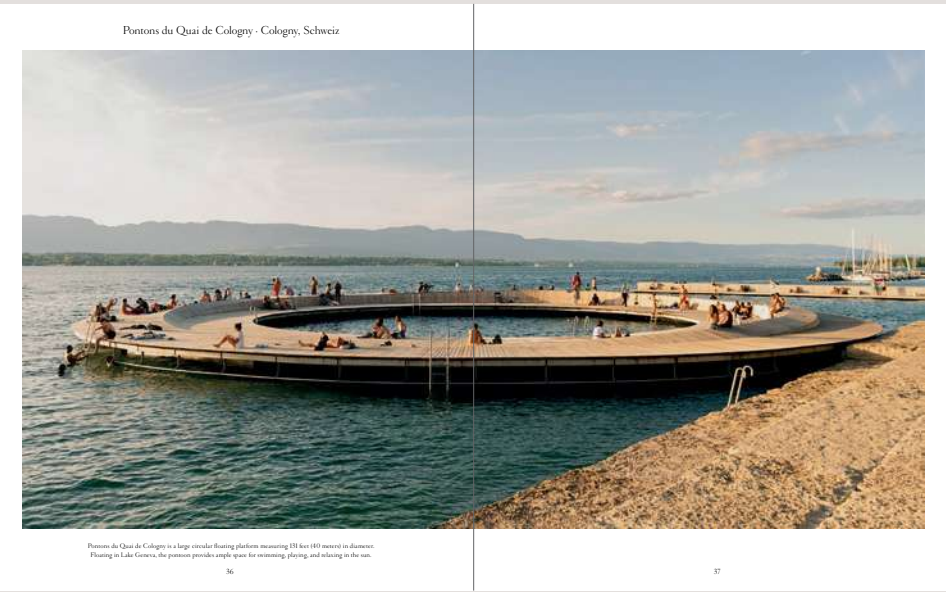 Pontons du Quai de Cologny · Cologny, Schweiz
Pontons du Quai de Cologny is a large circular floating platform measuring 131 feet (40 meters) in diameter.
Floating in Lake Geneva, the pontoon provides ample space for swimming, playing, and relaxing in the sun.
36
37